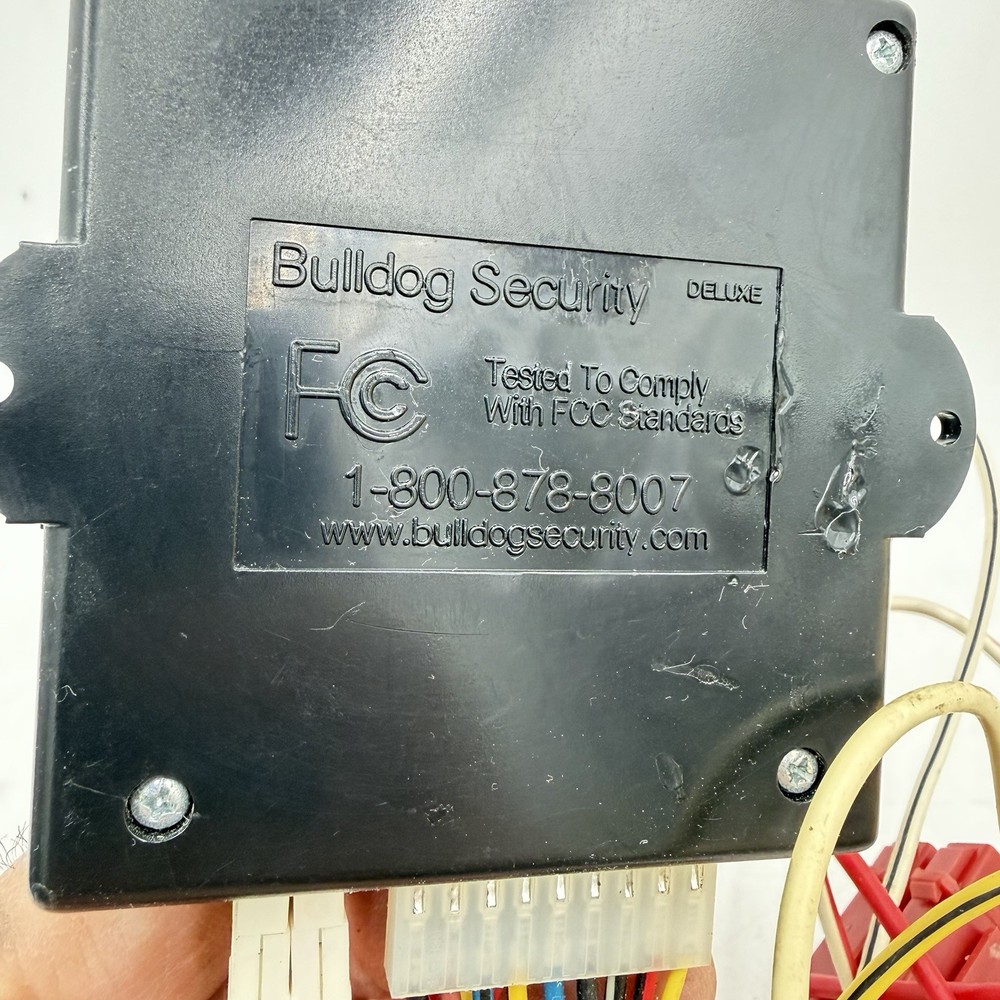 Bulldog Security DELUXE
FCC
Tested To Comply
With FCC Standards
1-800-878-8007
www.bulldogsecurity.com